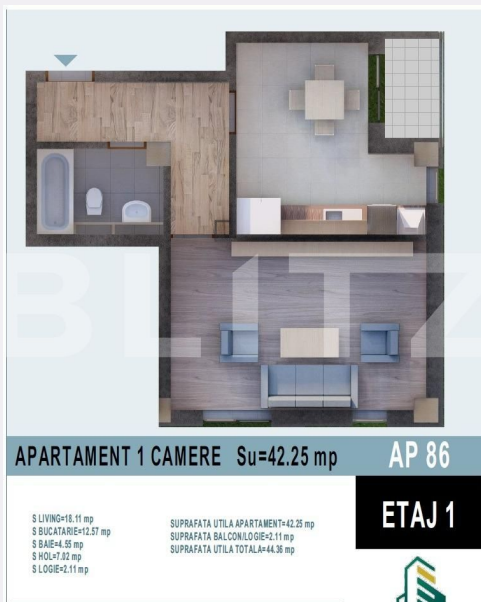 BLITZ
APARTAMENT 1 CAMERE Su=42.25 mp
AP 86
ETAJ 1
S LIVING=18.11 mp
S BUCATARIE=12.57 mp
S BAIE=4.55 mp
S HOL=7.02 mp
S LOGIE=2.11 mp
SUPRAFATA UTILA APARTAMENT=42.25 mp
SUPRAFATA BALCON/LOGIE=2.11 mp
SUPRAFATA UTILA TOTALA=44.36 mp